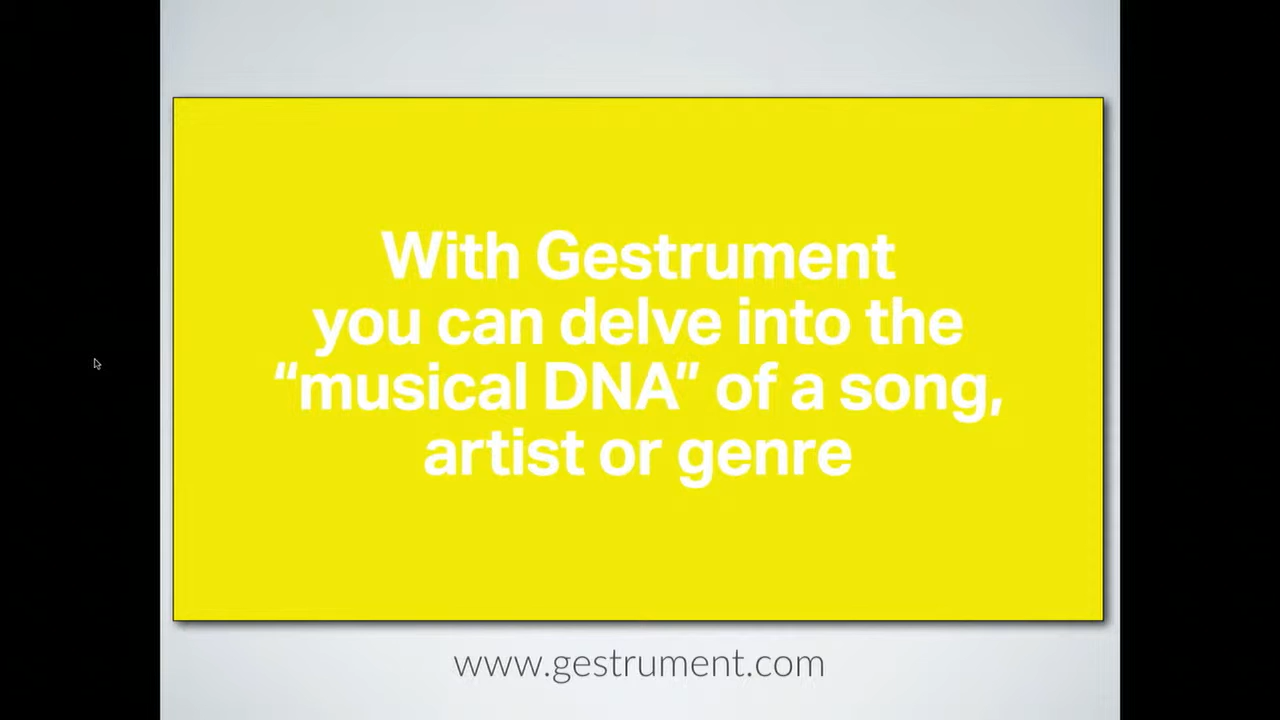 With Gestrument
you can delve into the
“musical DNA” of a song,
artist or genre
www.gestrument.com